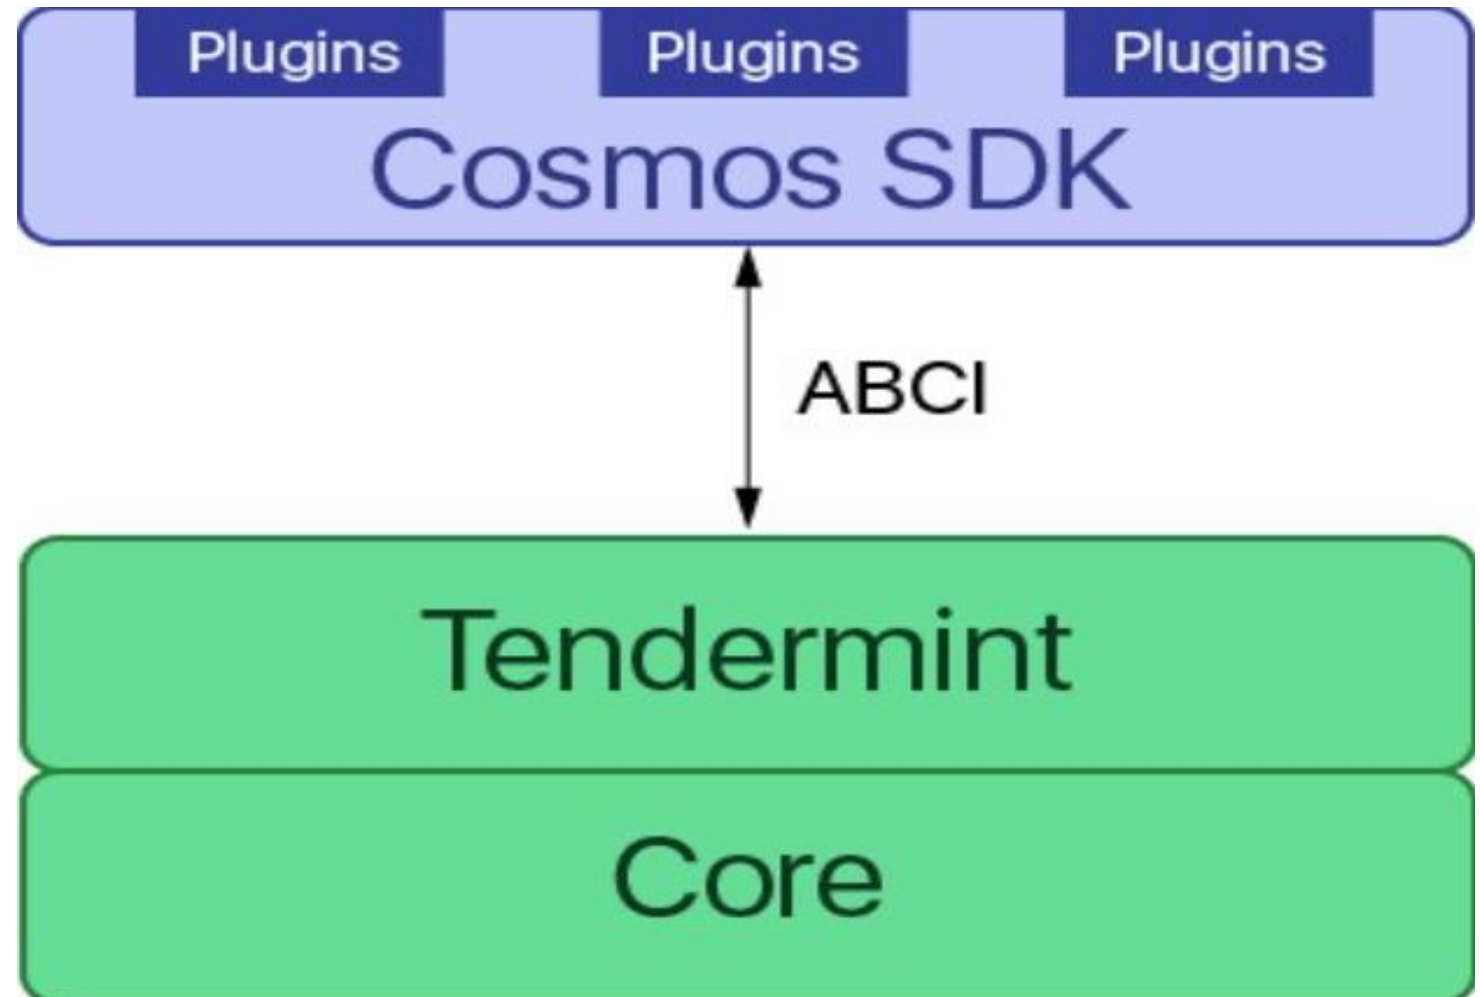 Plugins Plugins Plugins
Cosmos SDK
ABCI
Tendermint
Core